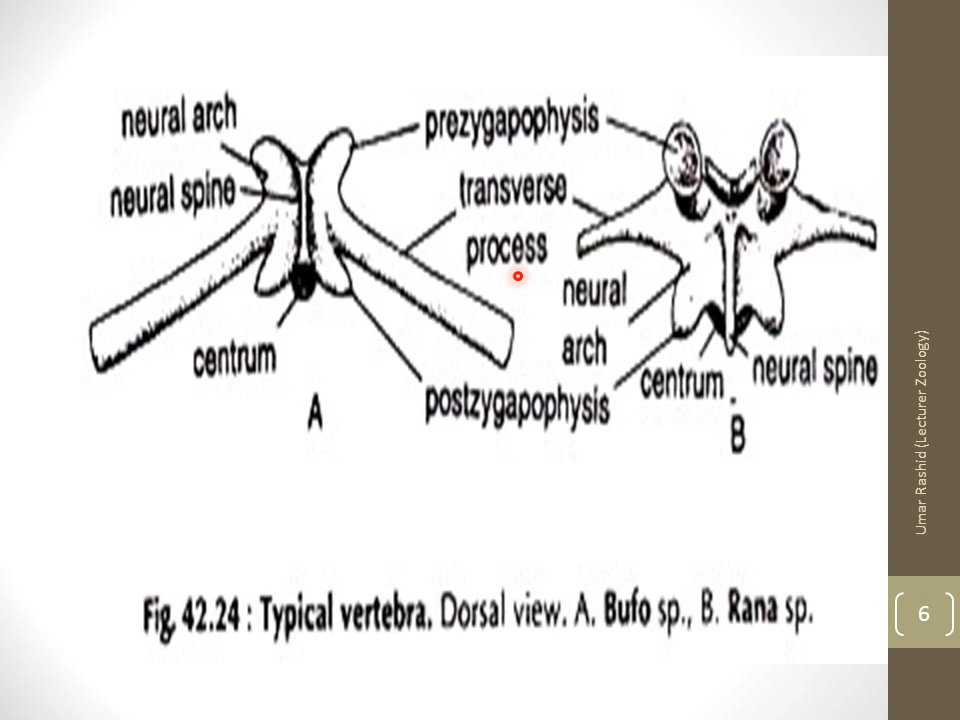 neural arch
neural spine
centrum
A
prezygapophysis
transverse
process
postzygapophysis
neural
arch
centrum
neural spine
B
Fig. 42.24 : Typical vertebra. Dorsal view. A. Bufo sp., B. Rana sp.
Umar Rashid (Lecturer Zoology)
6